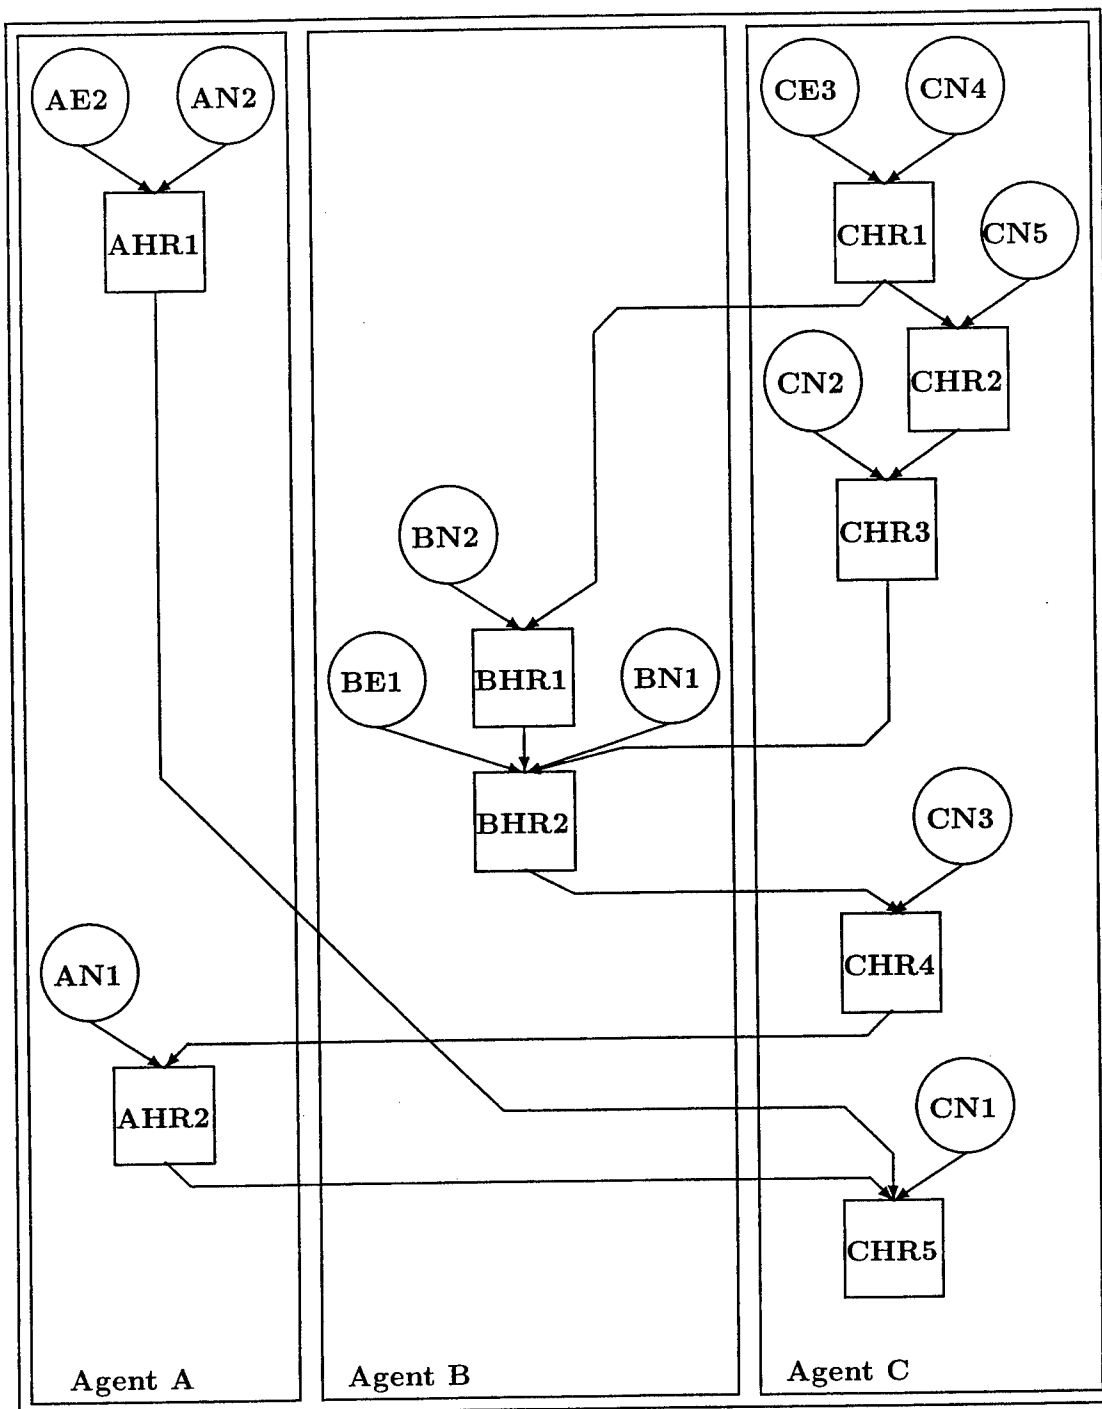 AE2
AN2
CE3
CN4
AHR1
CHR1
CN5
CN2
CHR2
BN2
CHR3
BE1
BHR1
BN1
BHR2
CN3
AN1
CHR4
AHR2
CN1
CHR5
Agent A
Agent B
Agent C